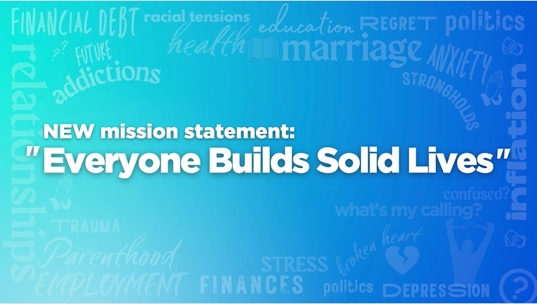 FINANCIAL DEBT
racial tensions
education
REGRET
politics
?? FUTURE
health
marriage
ANXIETY
addictions
STRONGHOLDS
relationships
inflation
NEW mission statement:
"Everyone Builds Solid Lives"
confused?
what's my calling?
TRAUMA
Parenthood
broken heart
STRESS
EMPLOYMENT
FINANCES
politics
DEPRESSION
?